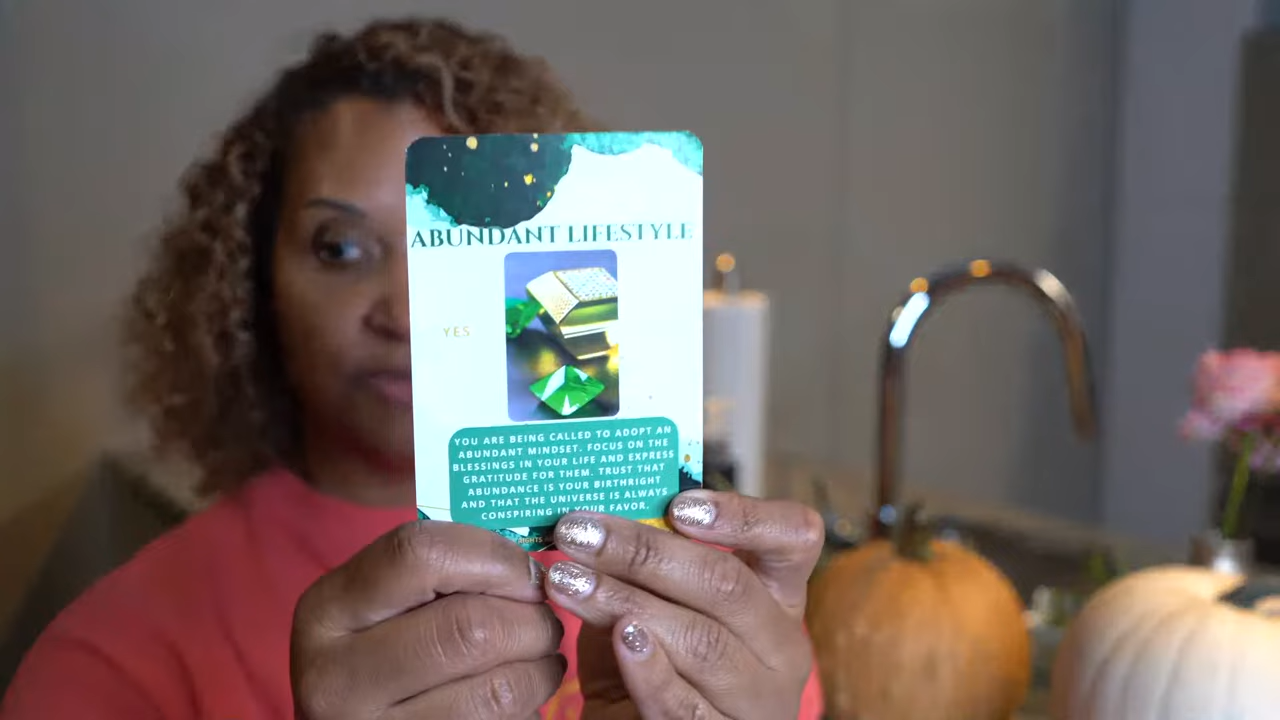 ABUNDANT LIFESTYLE
YES
YOU ARE BEING CALLED TO ADOPT AN
ABUNDANT MINDSET. FOCUS ON THE
BLESSINGS IN YOUR LIFE AND EXPRESS
GRATITUDE FOR THEM. TRUST THAT
ABUNDANCE IS YOUR BIRTHRIGHT
AND THAT THE UNIVERSE IS ALWAYS
CONSPIRING IN YOUR FAVOR.